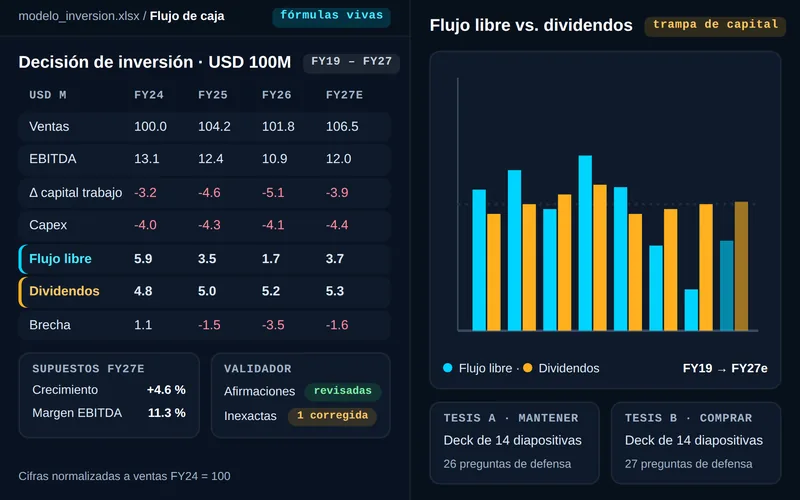 modelo_inversion.xlsx / Flujo de caja
fórmulas vivas
Decisión de inversión · USD 100M
FY19 – FY27
USD M FY24 FY25 FY26 FY27E
Ventas 100.0 104.2 101.8 106.5
EBITDA 13.1 12.4 10.9 12.0
Δ capital trabajo -3.2 -4.6 -5.1 -3.9
Capex -4.0 -4.3 -4.1 -4.4
Flujo libre 5.9 3.5 1.7 3.7
Dividendos 4.8 5.0 5.2 5.3
Brecha 1.1 -1.5 -3.5 -1.6
SUPUESTOS FY27E
Crecimiento +4.6 %
Margen EBITDA 11.3 %
VALIDADOR
Afirmaciones revisadas
Inexactas 1 corregida
Cifras normalizadas a ventas FY24 = 100
Flujo libre vs. dividendos
trampa de capital
Flujo libre · Dividendos
FY19 → FY27e
TESIS A · MANTENER
Deck de 14 diapositivas
26 preguntas de defensa
TESIS B · COMPRAR
Deck de 14 diapositivas
27 preguntas de defensa